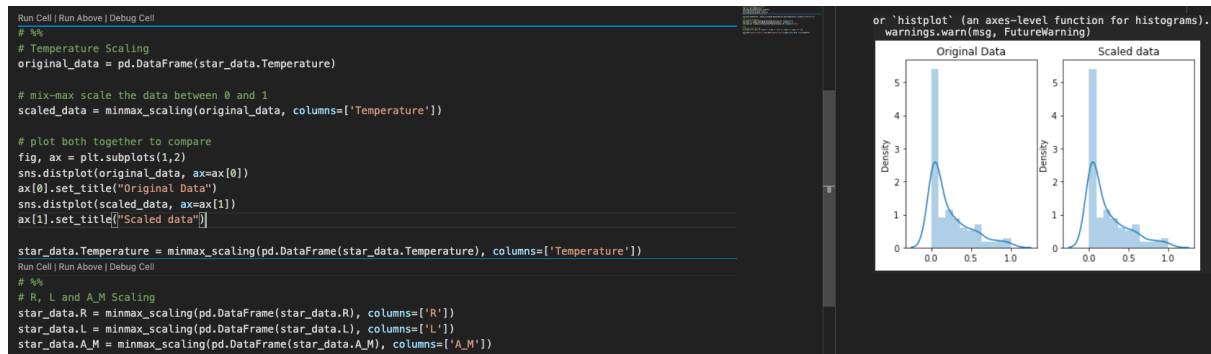 Run Cell | Run Above | Debug Cell
# %%
# Temperature Scaling
original_data = pd.DataFrame(star_data.Temperature)
# mix-max scale the data between 0 and 1
scaled_data = minmax_scaling(original_data, columns=['Temperature'])
# plot both together to compare
fig, ax = plt.subplots(1,2)
sns.distplot(original_data, ax=ax[0])
ax[0].set_title("Original Data")
sns.distplot(scaled_data, ax=ax[1])
ax[1].set_title("Scaled data")
star_data.Temperature = minmax_scaling(pd.DataFrame(star_data.Temperature), columns=['Temperature'])
Run Cell | Run Above | Debug Cell
# %%
# R, L and A_M Scaling
star_data.R = minmax_scaling(pd.DataFrame(star_data.R), columns=['R'])
star_data.L = minmax_scaling(pd.DataFrame(star_data.L), columns=['L'])
star_data.A_M = minmax_scaling(pd.DataFrame(star_data.A_M), columns=['A_M'])
or `histplot` (an axes-level function for histograms).
warnings.warn(msg, FutureWarning)
Original Data
5
4
3
2
1
0
Density
0.0 0.5 1.0
Scaled data
5
4
3
2
1
0
Density
0.0 0.5 1.0